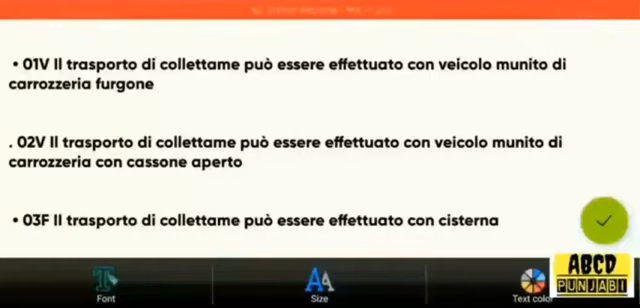 • 01V Il trasporto di collettame può essere effettuato con veicolo munito di
carrozzeria furgone
. 02V Il trasporto di collettame può essere effettuato con veicolo munito di
carrozzeria con cassone aperto
• 03F Il trasporto di collettame può essere effettuato con cisterna
Font
Size
Text color
ABCD
PUNJABI